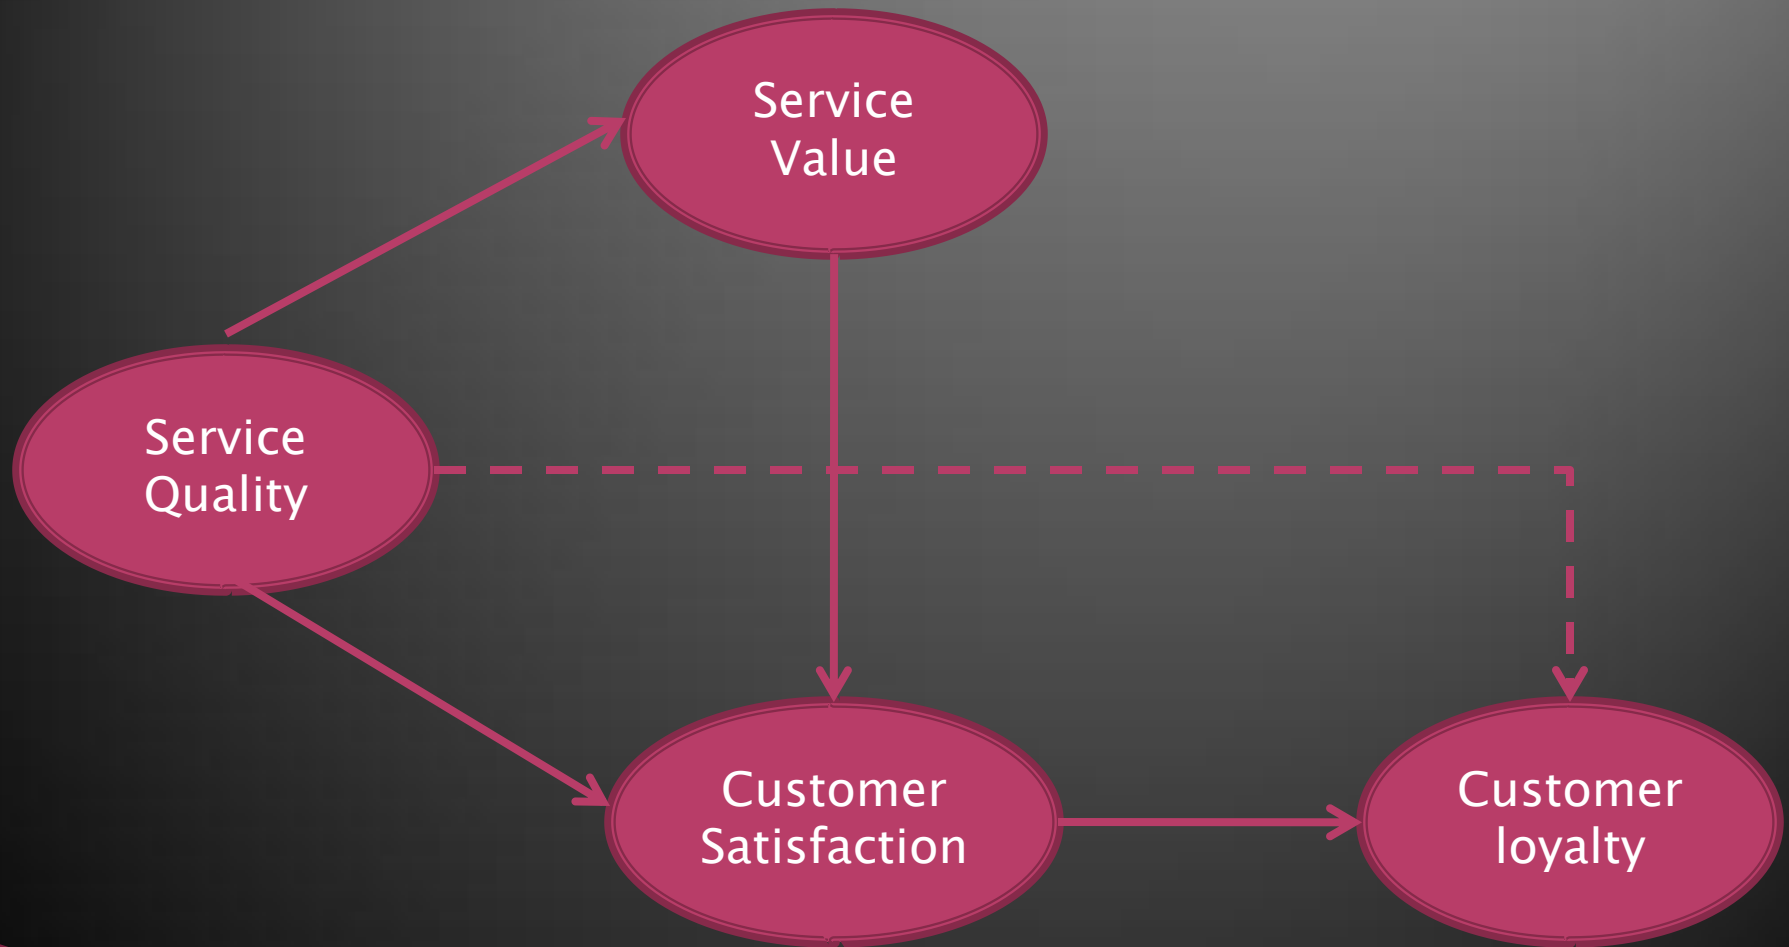 Service
Value
Service
Quality
Customer
Satisfaction
Customer
loyalty